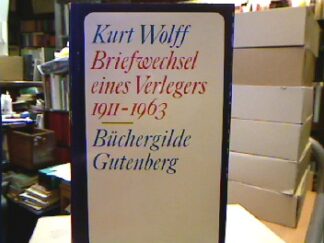 Kurt Wolff
Briefwechsel
eines Verlegers
1911-1963
Büchergilde
Gutenberg